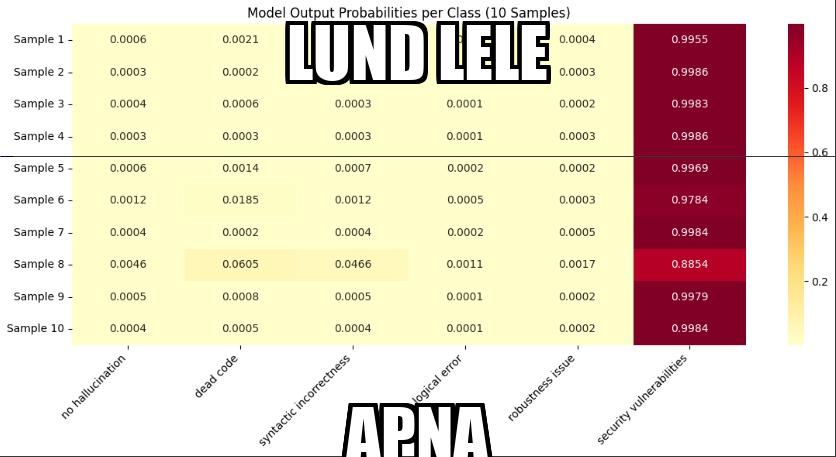 Model Output Probabilities per Class (10 Samples)
LUND LELE
Sample 1 0.0006 0.0021 0.0004 0.9955
Sample 2 0.0003 0.0002 0.0003 0.9986
Sample 3 0.0004 0.0006 0.0003 0.0001 0.0002 0.9983
Sample 4 0.0003 0.0003 0.0003 0.0001 0.0003 0.9986
Sample 5 0.0006 0.0014 0.0007 0.0002 0.0002 0.9969
Sample 6 0.0012 0.0185 0.0012 0.0005 0.0003 0.9784
Sample 7 0.0004 0.0002 0.0004 0.0002 0.0005 0.9984
Sample 8 0.0046 0.0605 0.0466 0.0011 0.0017 0.8854
Sample 9 0.0005 0.0008 0.0005 0.0001 0.0002 0.9979
Sample 10 0.0004 0.0005 0.0004 0.0001 0.0002 0.9984
0.8
0.6
0.4
0.2
no hallucination
dead code
syntactic incorrectness
logical error
robustness issue
security vulnerabilities
APNA